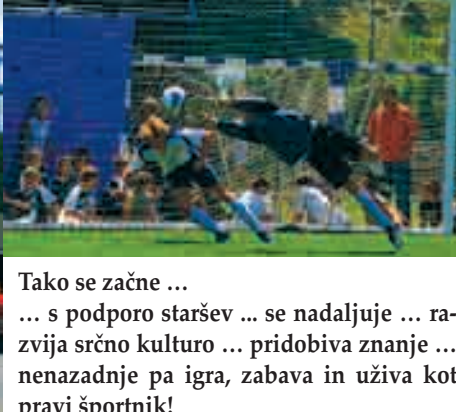 Tako se začne …
… s podporo staršev ... se nadaljuje … ra-
zvija srčno kulturo … pridobiva znanje …
nenazadnje pa igra, zabava in uživa kot
pravi športnik!